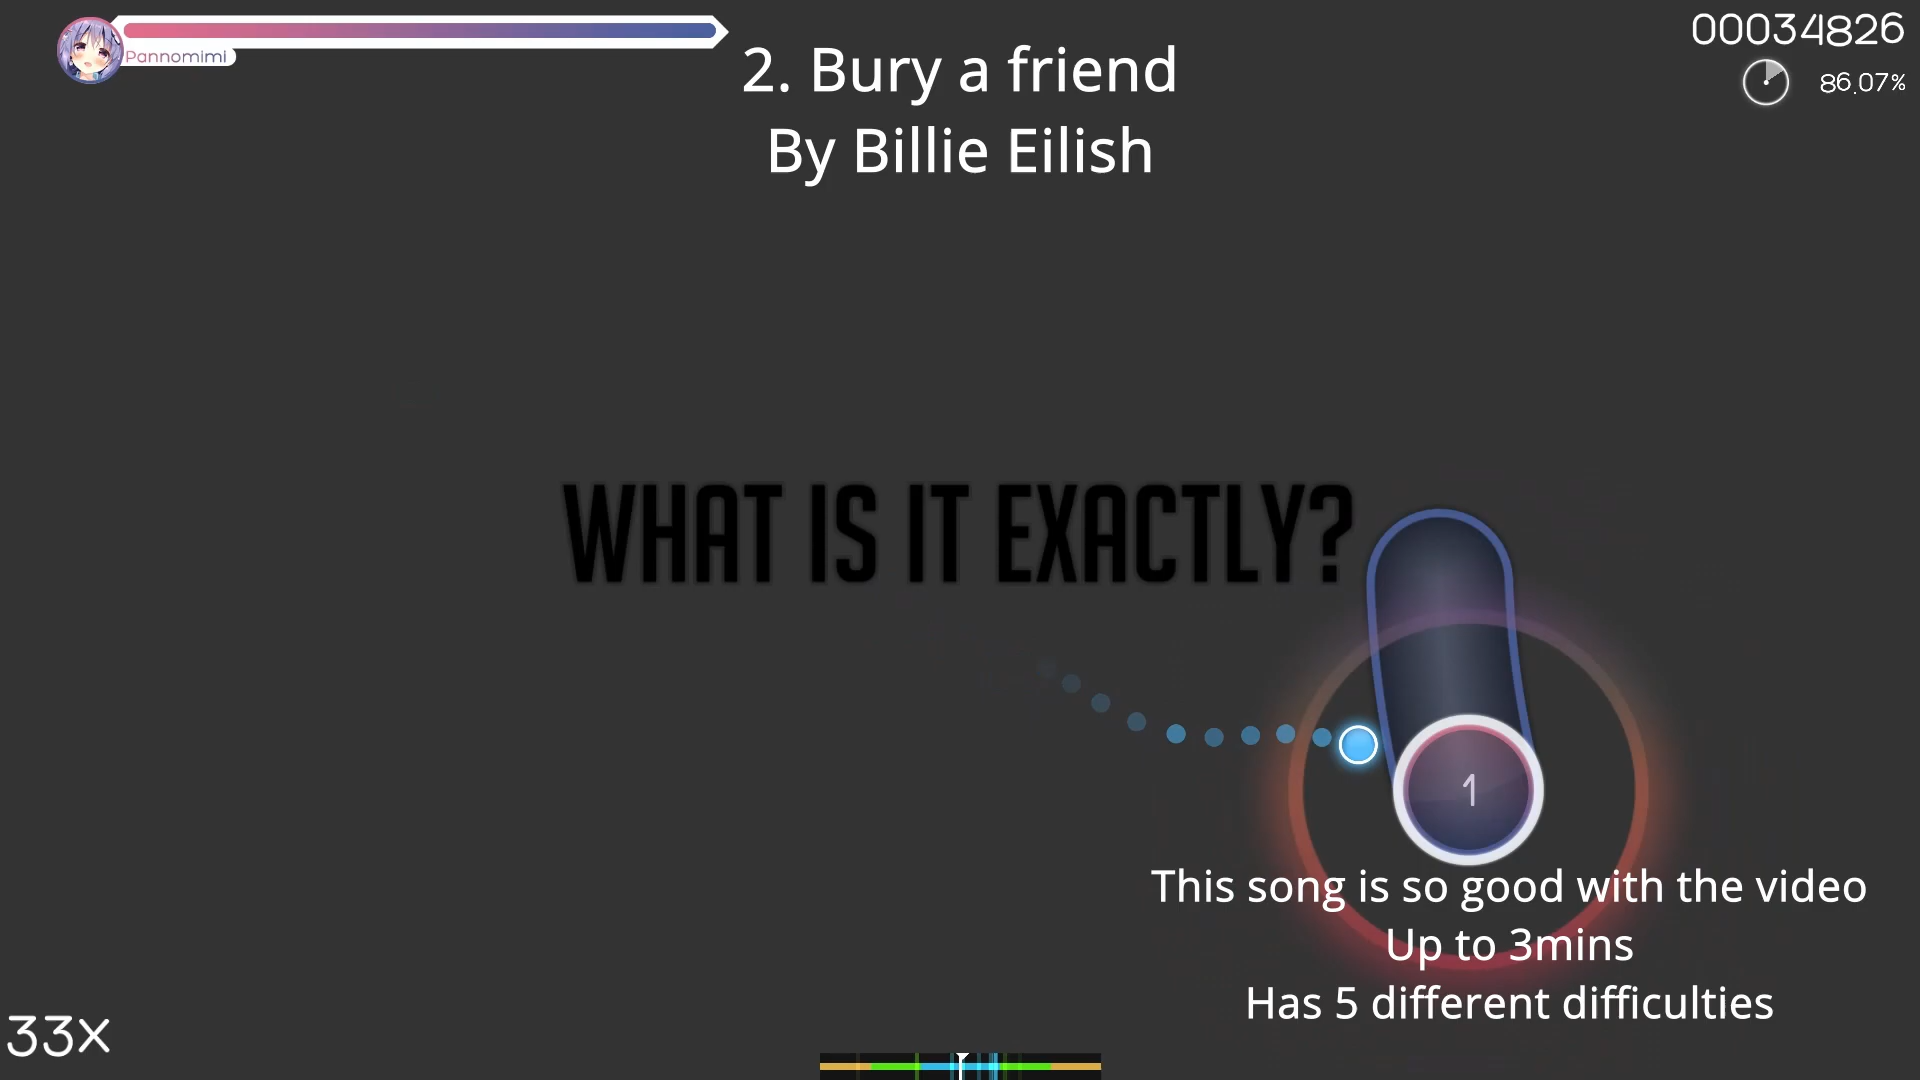 Pannomimi
2. Bury a friend
By Billie Eilish
00034826
86.07%
WHAT IS IT EXACTLY?
1
This song is so good with the video
Up to 3mins
Has 5 different difficulties
33x